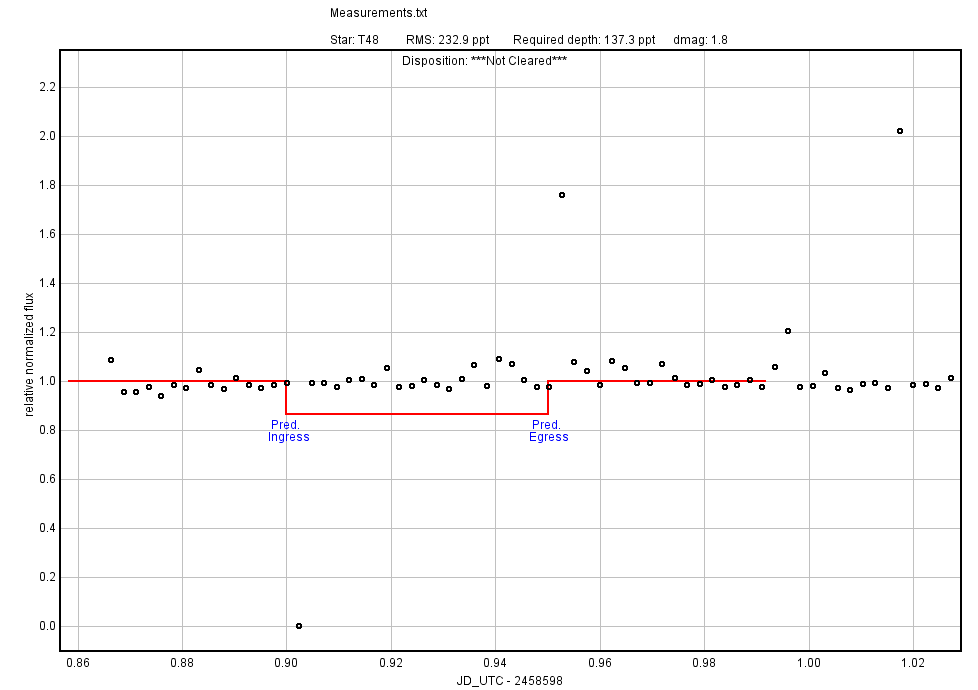 Measurements.txt
Star: T48 RMS: 232.9 ppt Required depth: 137.3 ppt dmag: 1.8
Disposition: ***Not Cleared***
relative normalized flux
2.2
2.0
1.8
1.6
1.4
1.2
1.0
0.8
0.6
0.4
0.2
0.0
Pred.
Ingress
Pred.
Egress
0.86 0.88 0.90 0.92 0.94 0.96 0.98 1.00 1.02
JD_UTC - 2458598